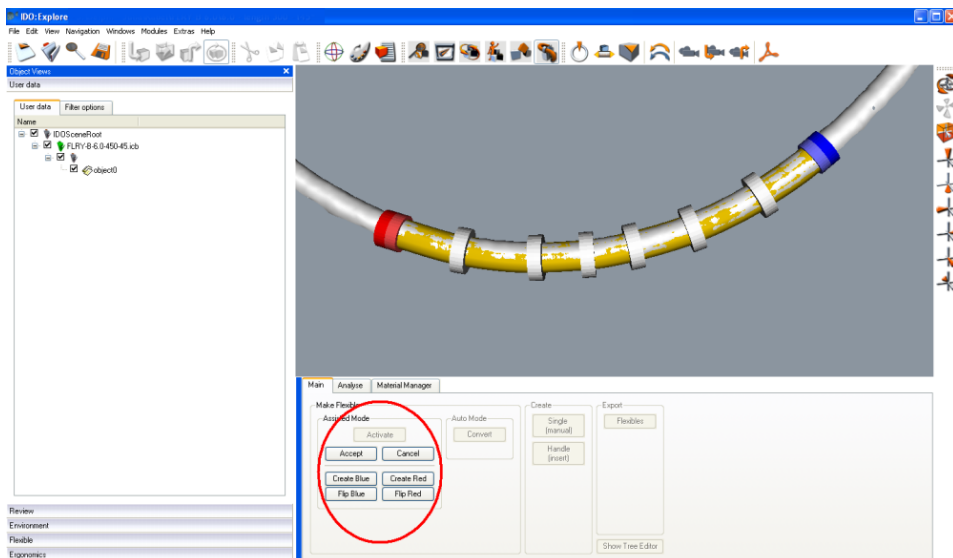 IDO:Explore
File Edit View Navigation Windows Modules Extras Help
Object Views
User data
User data Filter options
Name
IDOSceneRoot
FLRY-B-6.0-450-45.icb
object0
Review
Environment
Flexible
Ergonomics
Main Analyse Material Manager
Make Flexible
Assisted Mode
Activate
Accept Cancel
Create Blue Create Red
Flip Blue Flip Red
Auto Mode
Convert
Create
Single
(manual)
Handle
(insert)
Export
Flexibles
Show Tree Editor